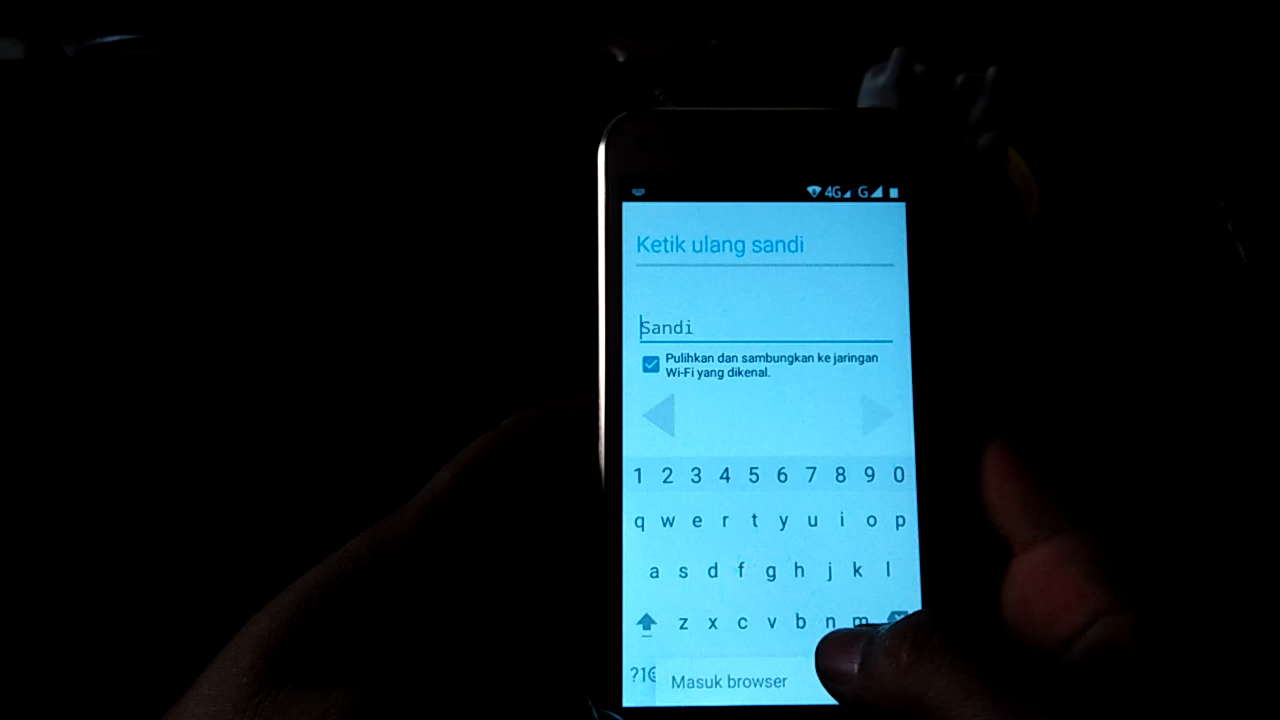 4G G
Ketik ulang sandi
Sandi
Pulihkan dan sambungkan ke jaringan
Wi-Fi yang dikenal.
1 2 3 4 5 6 7 8 9 0
q w e r t y u i o p
a s d f g h j k l
z x c v b n m
?1
Masuk browser